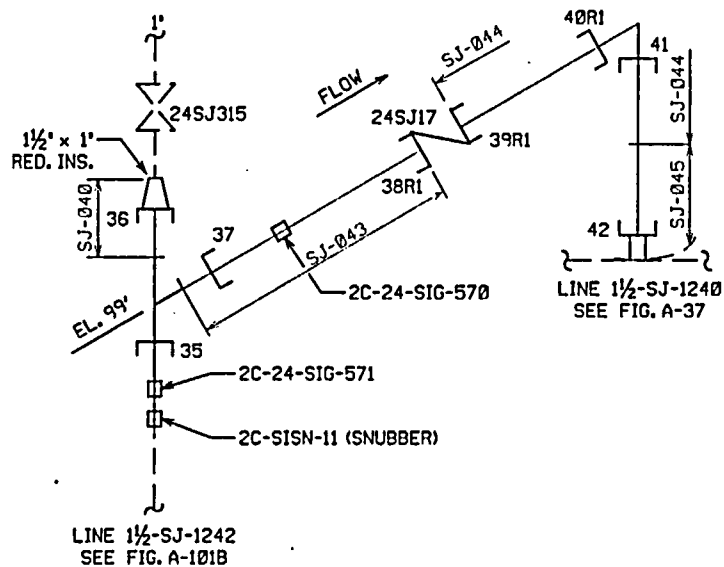 1"
24SJ315
1½" x 1"
RED. INS.
SJ-040
36
FLOW
SJ-044
24SJ17
39R1
38R1
40R1
41
SJ-044
SJ-045
42
LINE 1½-SJ-1240
SEE FIG. A-37
37
SJ-043
2C-24-SIG-570
EL. 99'
35
2C-24-SIG-571
2C-SISN-11 (SNUBBER)
LINE 1½-SJ-1242
SEE FIG. A-101B